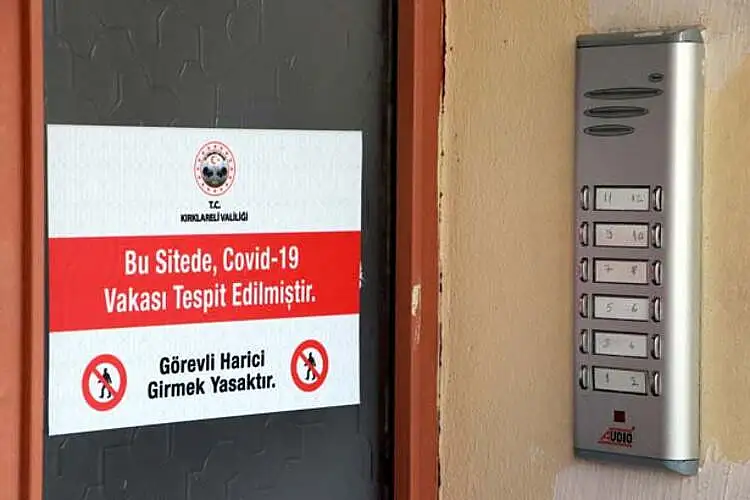 T.C.
KIRKLARELİ VALİLİĞİ
Bu Sitede, Covid-19
Vakası Tespit Edilmiştir.
Görevli Harici
Girmek Yasaktır.
11 12
9 10
7 8
5 6
3 4
1 2
AUDIO